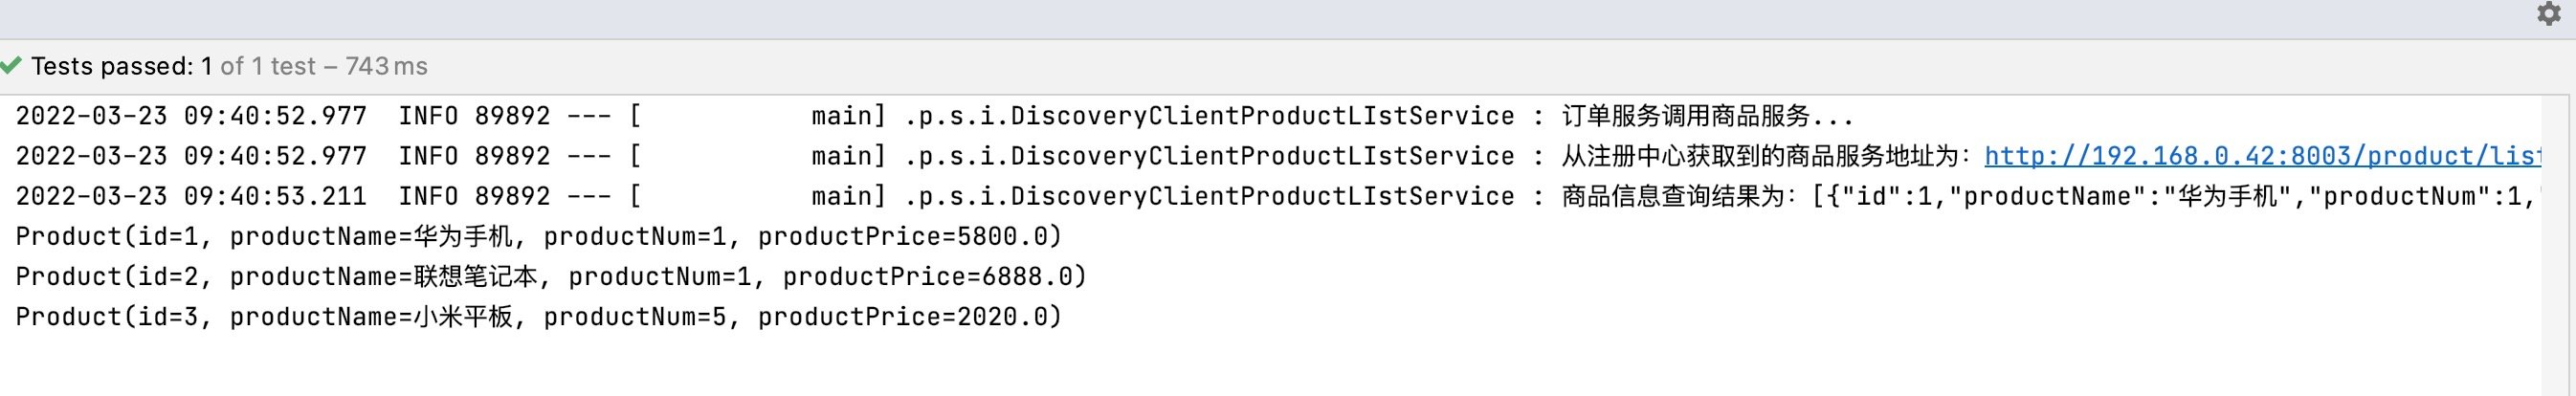 Tests passed: 1 of 1 test – 743 ms
2022-03-23 09:40:52.977  INFO 89892 --- [           main] .p.s.i.DiscoveryClientProductLIstService : 订单服务调用商品服务...
2022-03-23 09:40:52.977  INFO 89892 --- [           main] .p.s.i.DiscoveryClientProductLIstService : 从注册中心获取到的商品服务地址为：http://192.168.0.42:8003/product/list
2022-03-23 09:40:53.211  INFO 89892 --- [           main] .p.s.i.DiscoveryClientProductLIstService : 商品信息查询结果为：[{"id":1,"productName":"华为手机","productNum":1,"
Product(id=1, productName=华为手机, productNum=1, productPrice=5800.0)
Product(id=2, productName=联想笔记本, productNum=1, productPrice=6888.0)
Product(id=3, productName=小米平板, productNum=5, productPrice=2020.0)